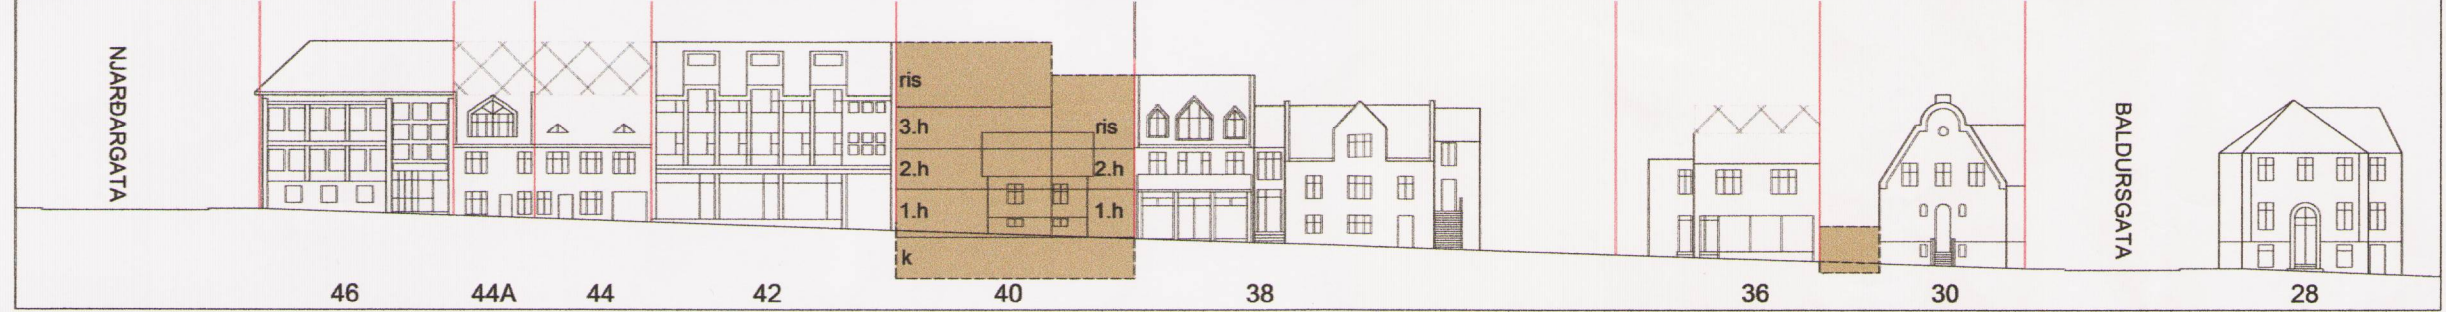 NJARÐARGATA
ris
3.h
2.h
1.h
k
ris
2.h
1.h
BALDURSGATA
46
44A
44
42
40
38
36
30
28